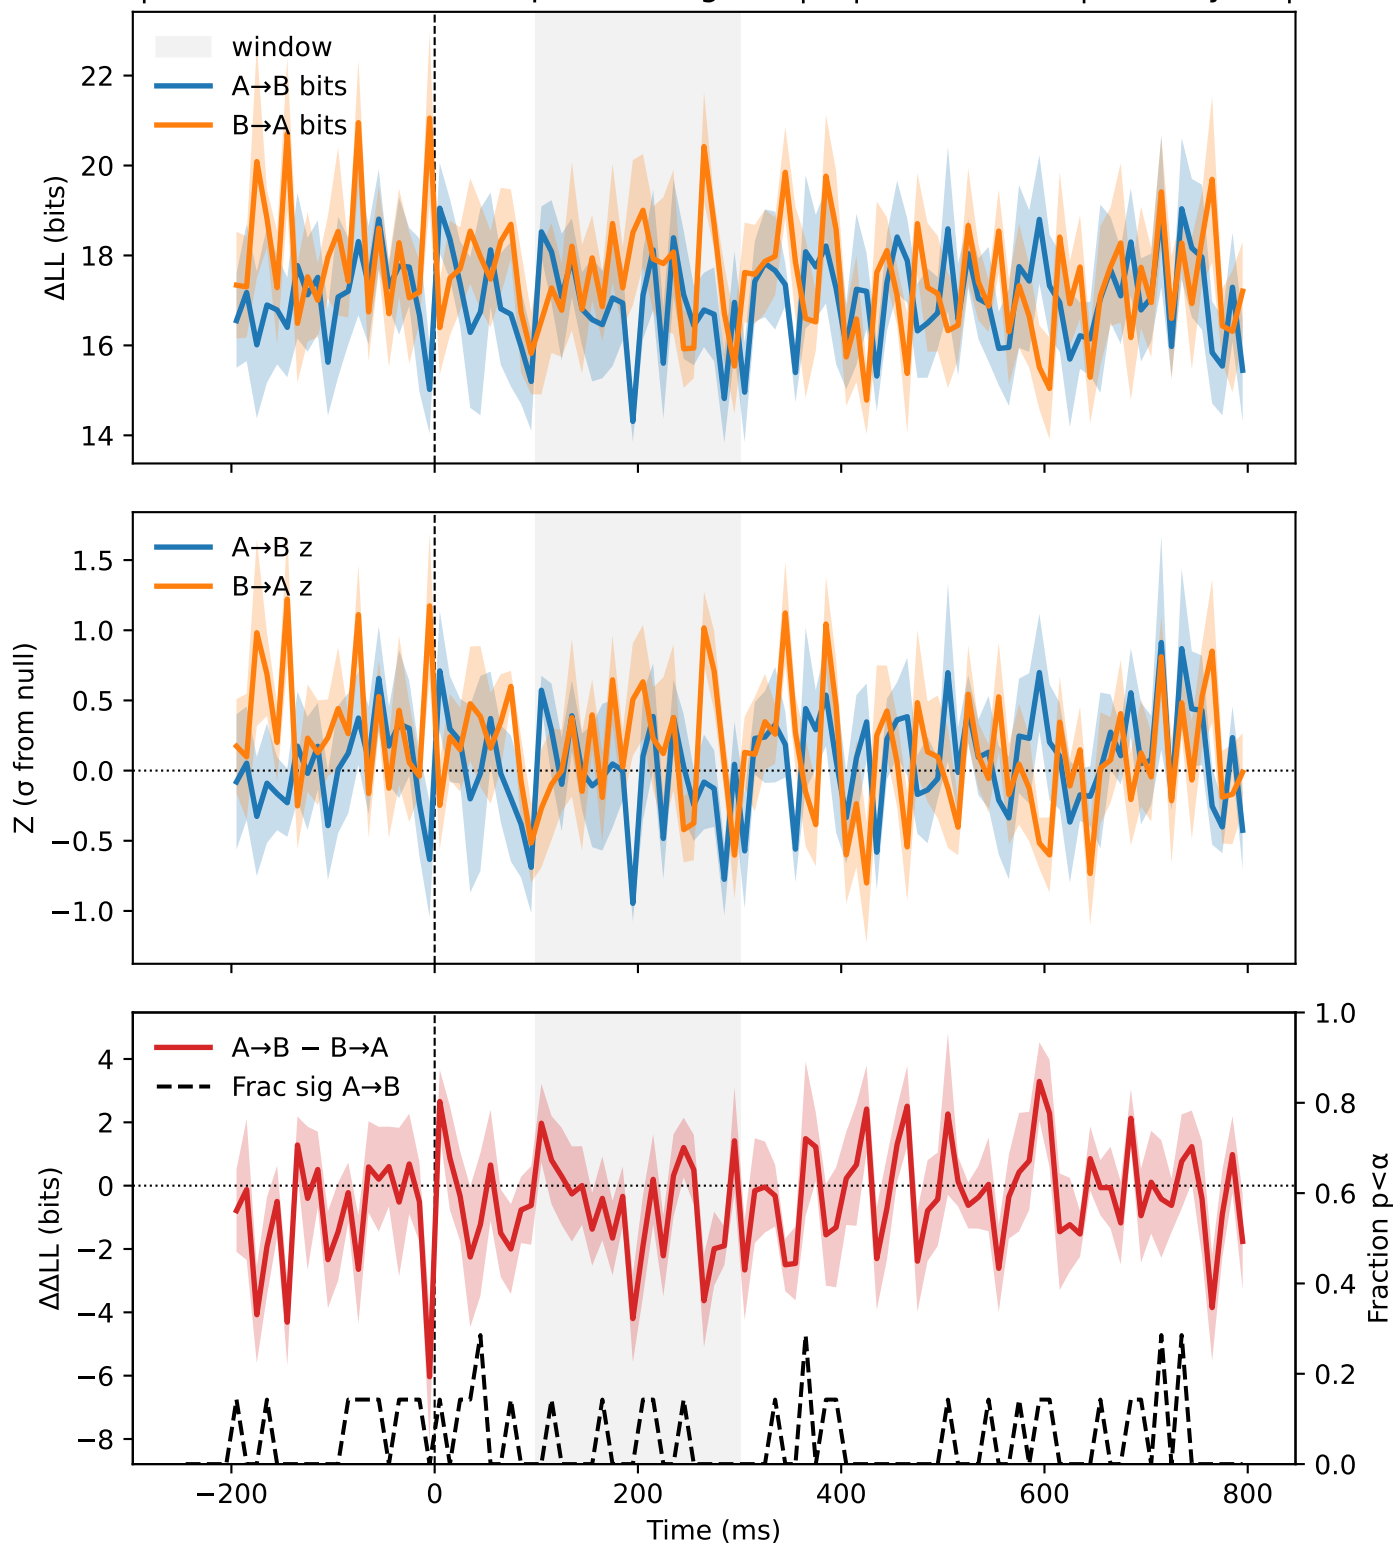 window
A→B bits
B→A bits
ΔLL (bits)
22
20
18
16
14
A→B z
B→A z
Z (σ from null)
1.5
1.0
0.5
0.0
−0.5
−1.0
A→B − B→A
Frac sig A→B
ΔΔLL (bits)
4
2
0
−2
−4
−6
−8
1.0
0.8
0.6
0.4
0.2
0.0
Fraction p<α
−200 0 200 400 600 800
Time (ms)